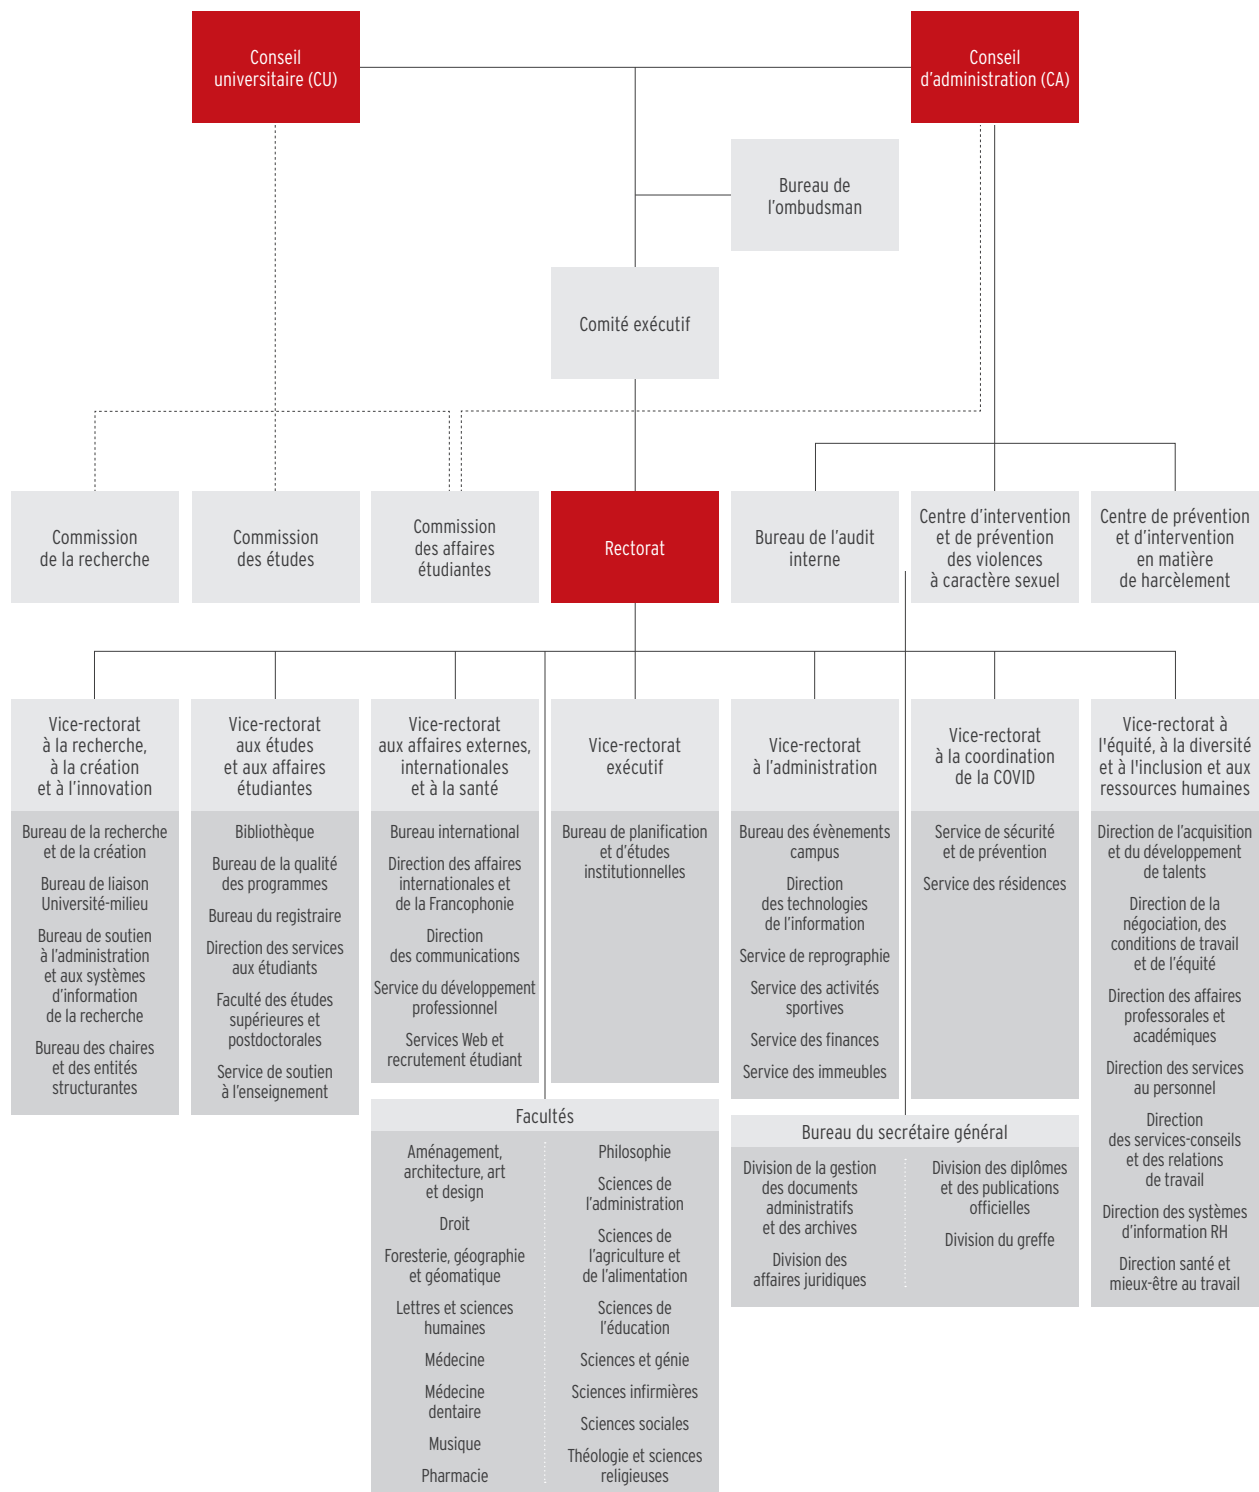 Conseil
universitaire (CU)
Conseil
d'administration (CA)
Bureau de
l'ombudsman
Comité exécutif
Commission
de la recherche
Commission
des études
Commission
des affaires
étudiantes
Rectorat
Bureau de l'audit
interne
Centre d'intervention
et de prévention
des violences
à caractère sexuel
Centre de prévention
et d'intervention
en matière
de harcèlement
Vice-rectorat
à la recherche,
à la création
et à l'innovation
Bureau de la recherche
et de la création
Bureau de liaison
Université-milieu
Bureau de soutien
à l'administration
et aux systèmes
d'information
de la recherche
Bureau des chaires
et des entités
structurantes
Vice-rectorat
aux études
et aux affaires
étudiantes
Bibliothèque
Bureau de la qualité
des programmes
Bureau du registraire
Direction des services
aux étudiants
Faculté des études
supérieures et
postdoctorales
Service de soutien
à l'enseignement
Vice-rectorat
aux affaires externes,
internationales
et à la santé
Bureau international
Direction des affaires
internationales et
de la Francophonie
Direction
des communications
Service du développement
professionnel
Services Web et
recrutement étudiant
Vice-rectorat
exécutif
Bureau de planification
et d'études
institutionnelles
Vice-rectorat
à l'administration
Bureau des évènements
campus
Direction
des technologies
de l'information
Service de reprographie
Service des activités
sportives
Service des finances
Service des immeubles
Vice-rectorat
à la coordination
de la COVID
Service de sécurité
et de prévention
Service des résidences
Vice-rectorat à
l'équité, à la diversité
et à l'inclusion et aux
ressources humaines
Direction de l'acquisition
et du développement
de talents
Direction de la
négociation, des
conditions de travail
et de l'équité
Direction des affaires
professorales et
académiques
Direction des services
au personnel
Direction
des services-conseils
et des relations
de travail
Direction des systèmes
d'information RH
Direction santé et
mieux-être au travail
Facultés
Aménagement,
architecture, art
et design
Droit
Foresterie, géographie
et géomatique
Lettres et sciences
humaines
Médecine
Médecine
dentaire
Musique
Pharmacie
Philosophie
Sciences de
l'administration
Sciences de
l'agriculture et
de l'alimentation
Sciences de
l'éducation
Sciences et génie
Sciences infirmières
Sciences sociales
Théologie et sciences
religieuses
Bureau du secrétaire général
Division de la gestion
des documents
administratifs
et des archives
Division des
affaires juridiques
Division des diplômes
et des publications
officielles
Division du greffe